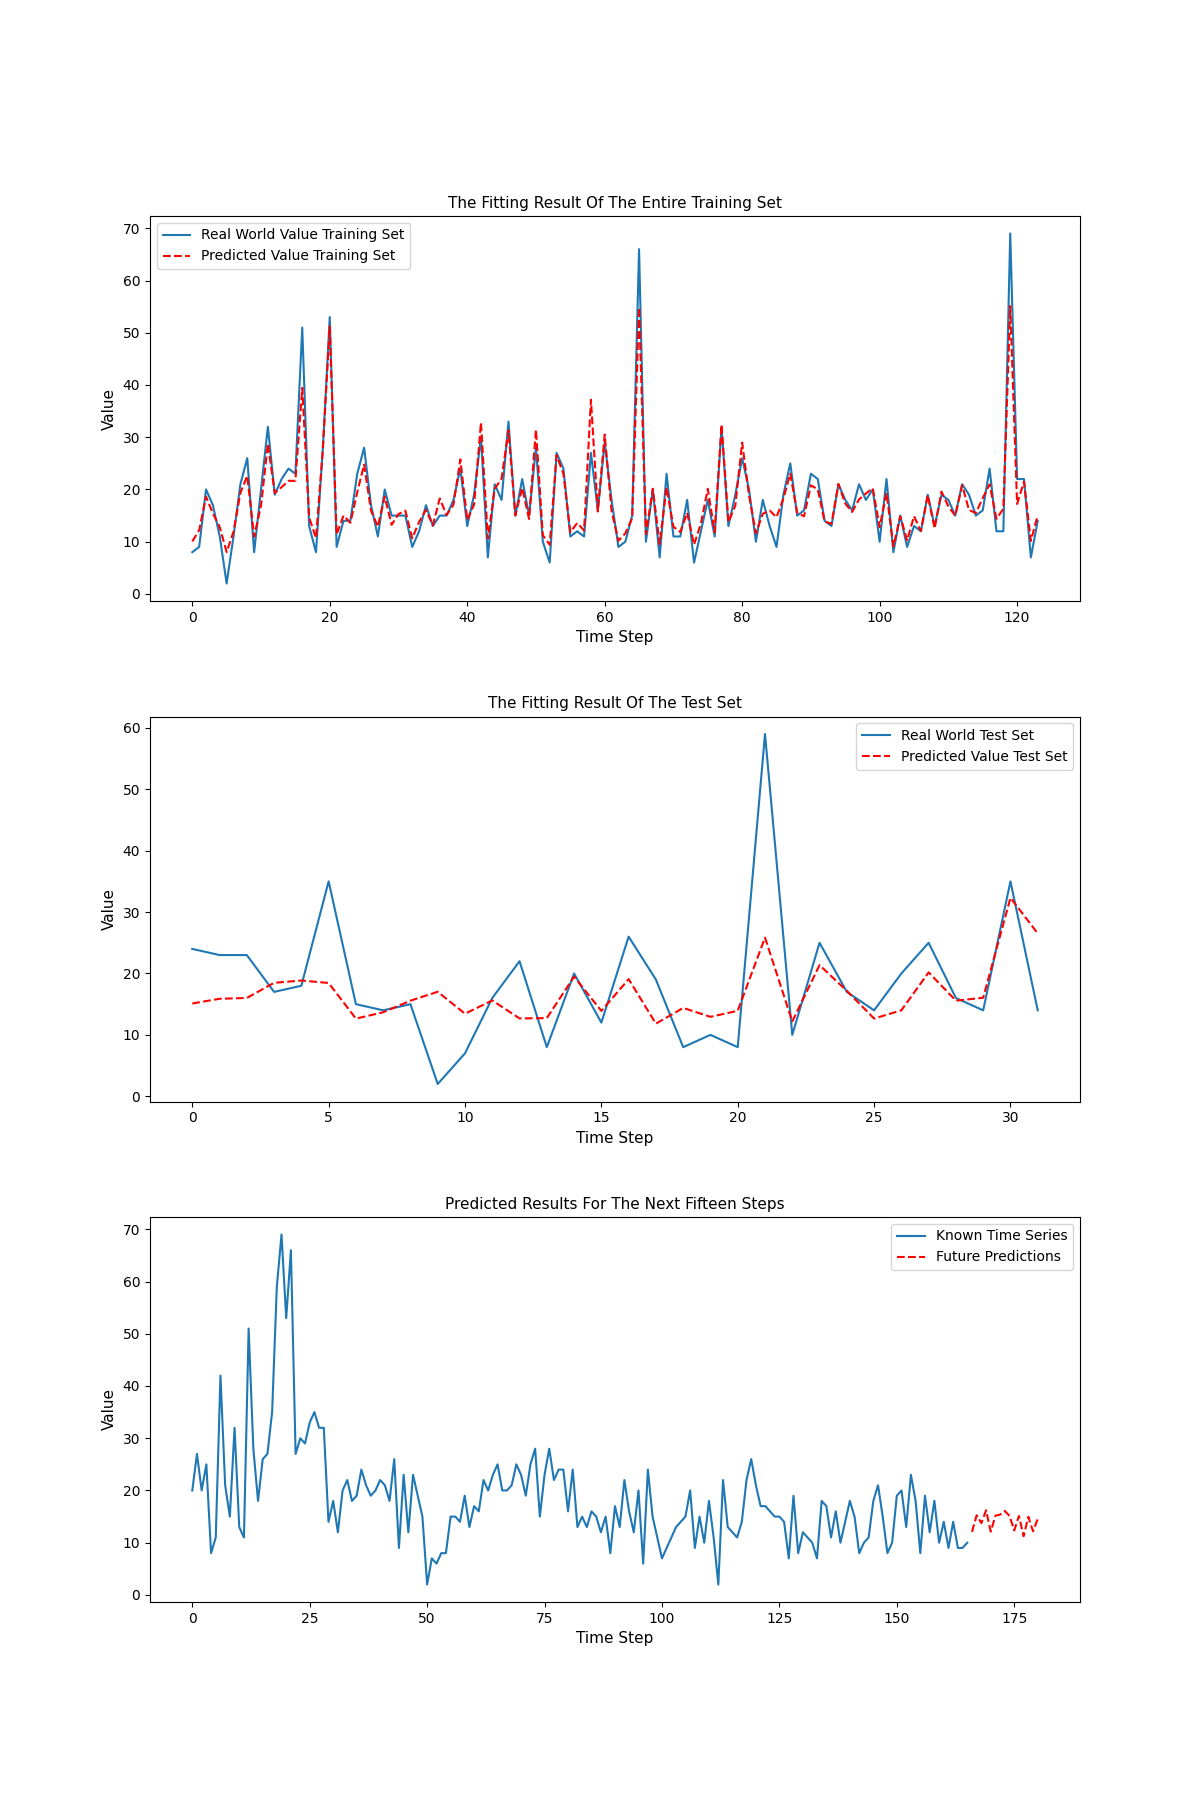 The Fitting Result Of The Entire Training Set
Real World Value Training Set
Predicted Value Training Set
Value
70
60
50
40
30
20
10
0
0 20 40 60 80 100 120
Time Step
The Fitting Result Of The Test Set
Real World Test Set
Predicted Value Test Set
Value
60
50
40
30
20
10
0
0 5 10 15 20 25 30
Time Step
Predicted Results For The Next Fifteen Steps
Known Time Series
Future Predictions
Value
70
60
50
40
30
20
10
0
0 25 50 75 100 125 150 175
Time Step